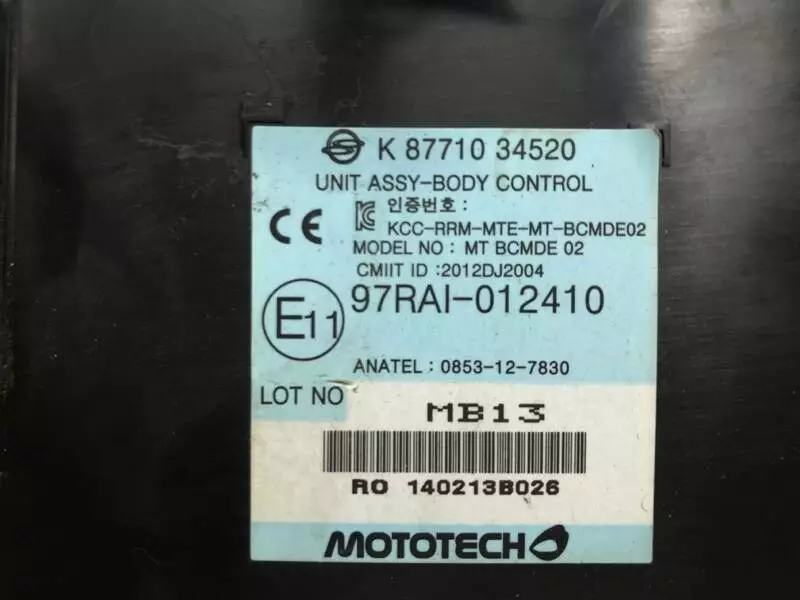 K 87710 34520
UNIT ASSY-BODY CONTROL
인증번호 :
KCC-RRM-MTE-MT-BCMDE02
MODEL NO : MT BCMDE 02
CMIIT ID :2012DJ2004
CE
E11
97RAI-012410
ANATEL : 0853-12-7830
LOT NO
MB13
RO 140213B026
MOTOTECH